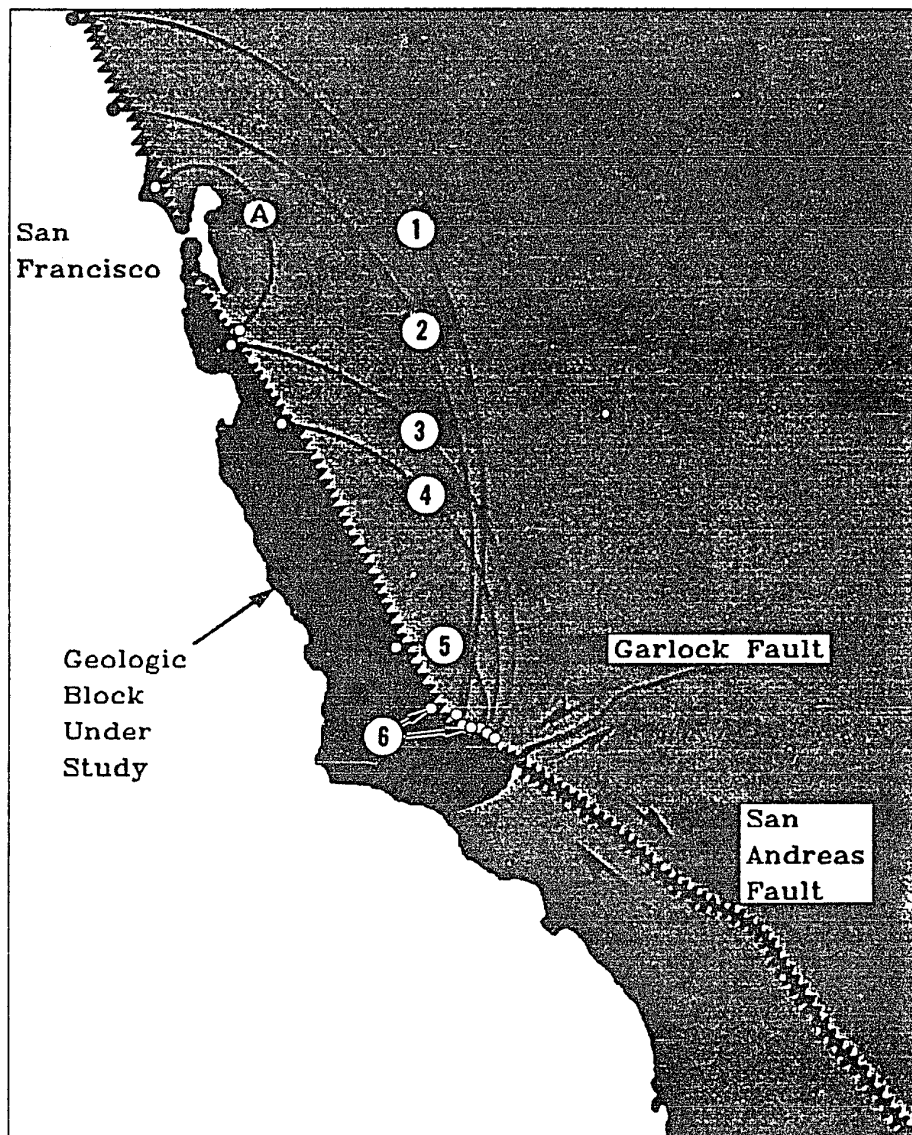 San
Francisco
A
1
2
3
4
5
6
Geologic
Block
Under
Study
Garlock Fault
San
Andreas
Fault